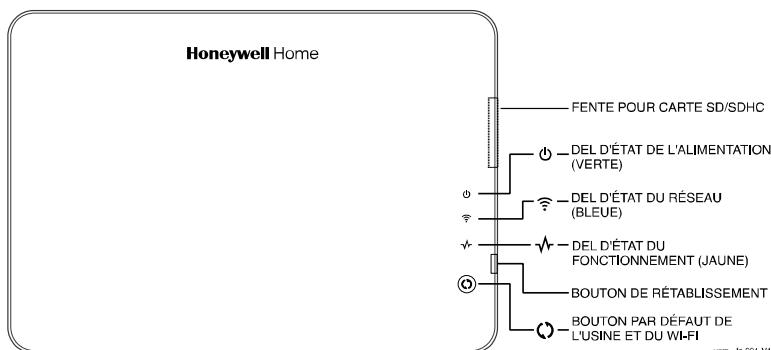 Honeywell Home
FENTE POUR CARTE SD/SDHC
DEL D'ÉTAT DE L'ALIMENTATION
(VERTE)
DEL D'ÉTAT DU RÉSEAU
(BLEUE)
DEL D'ÉTAT DU
FONCTIONNEMENT (JAUNE)
BOUTON DE RÉTABLISSEMENT
BOUTON PAR DÉFAUT DE
L'USINE ET DU WI-FI